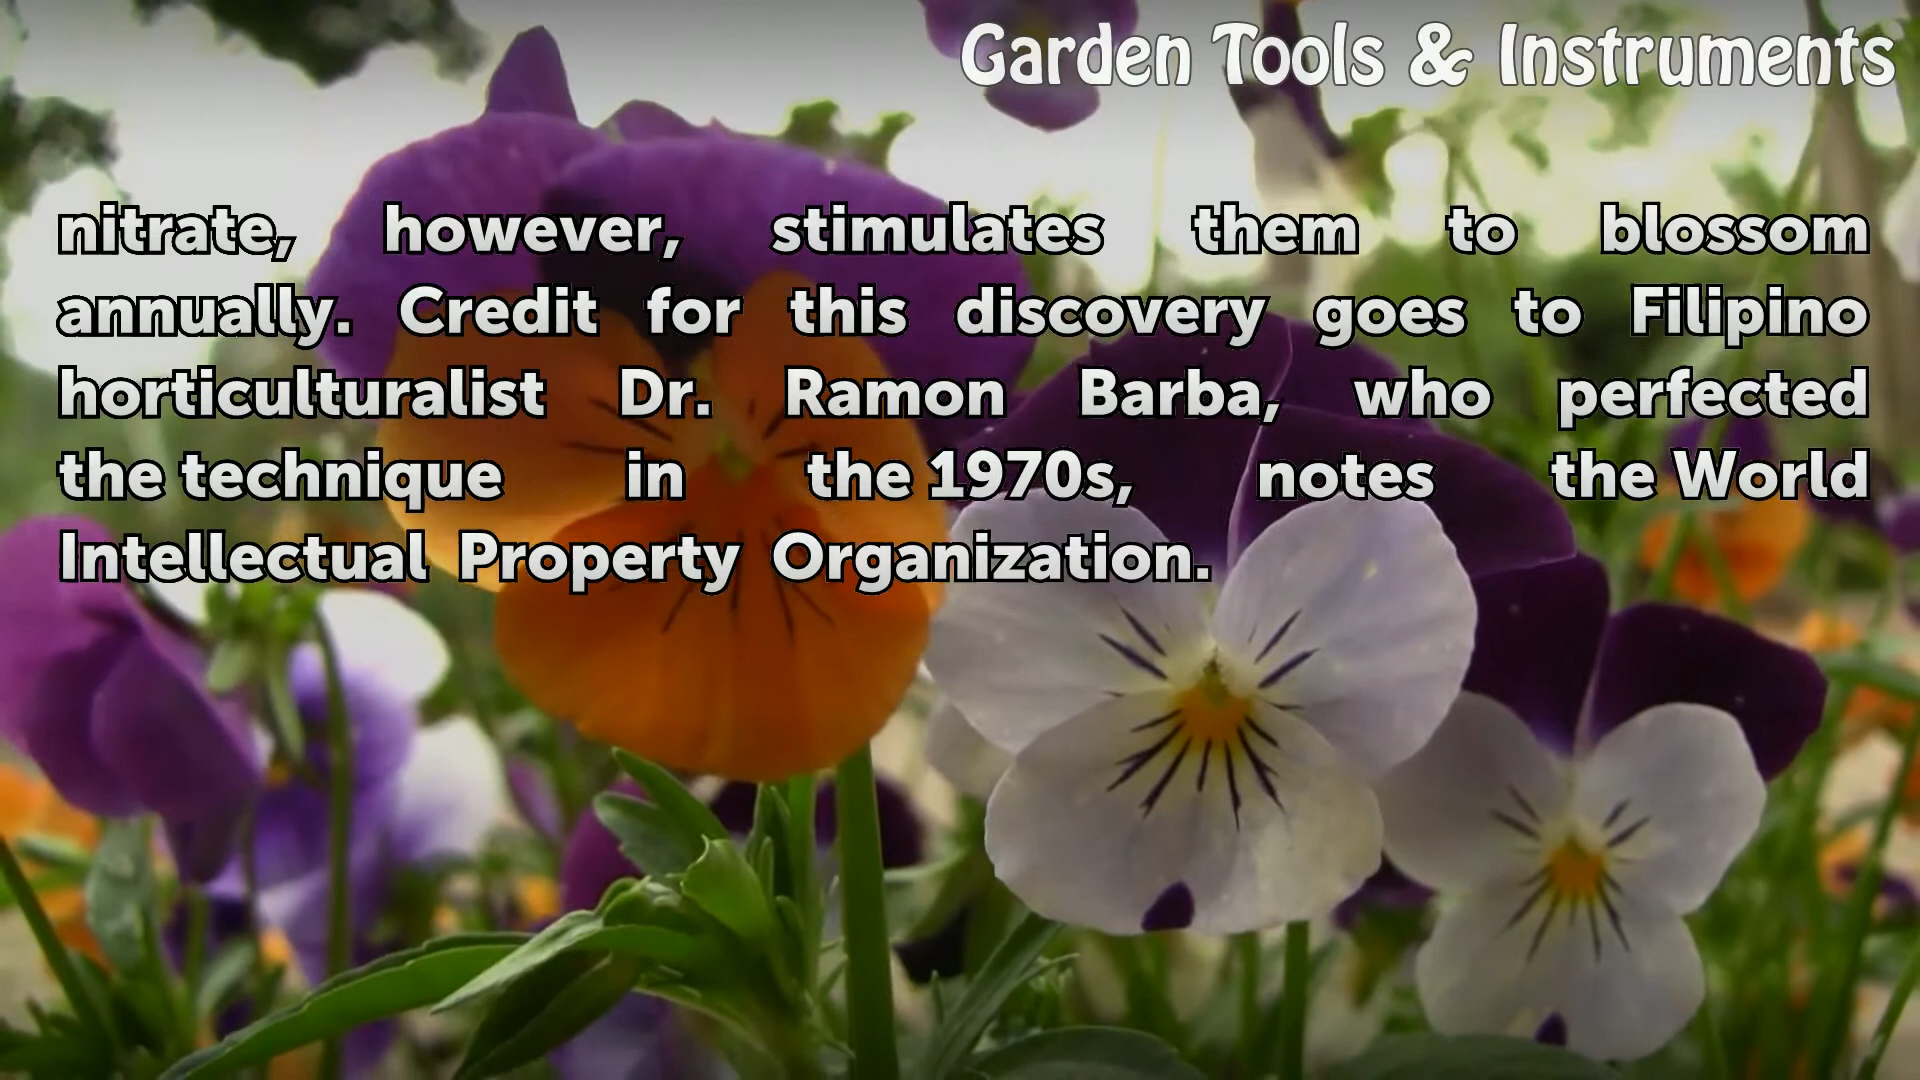 Garden Tools & Instruments
nitrate, however, stimulates them to blossom
annually. Credit for this discovery goes to Filipino
horticulturalist Dr. Ramon Barba, who perfected
the technique in the 1970s, notes the World
Intellectual Property Organization.